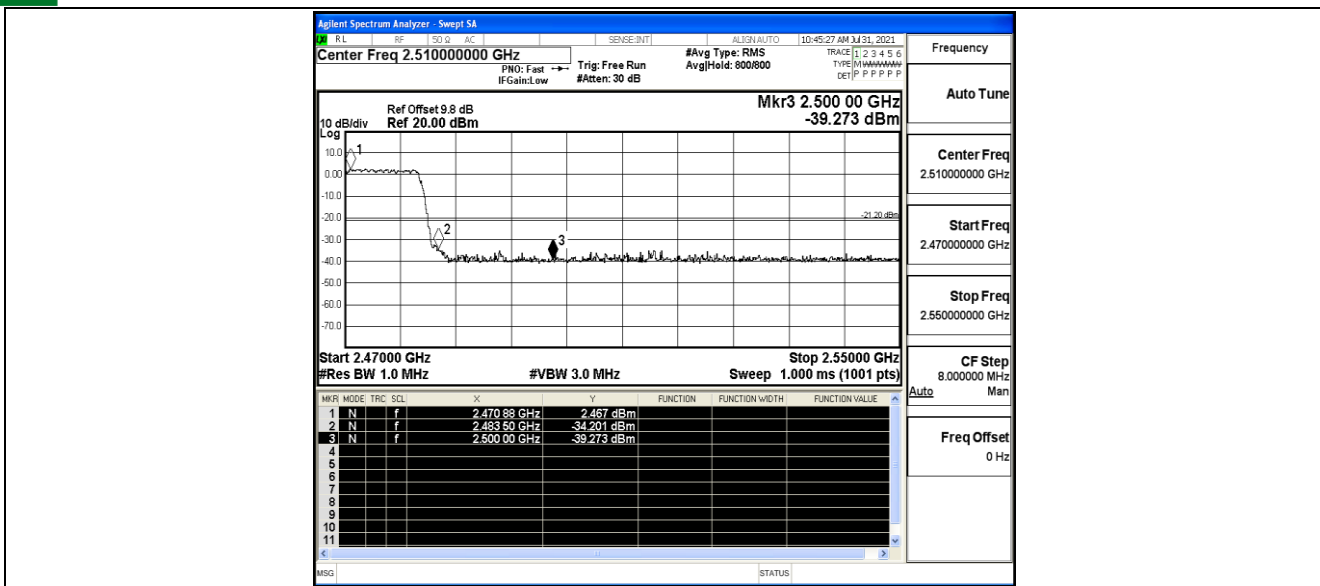 Agilent Spectrum Analyzer - Swept SA
RL RF 50 Ω AC SENSE:INT ALIGN AUTO 10:45:27 AM Jul 31, 2021
Center Freq 2.510000000 GHz
PNO: Fast
IFGain:Low
Trig: Free Run
#Atten: 30 dB
#Avg Type: RMS
Avg|Hold: 800/800
TRACE 1 2 3 4 5 6
TYPE M WWWWW
DET P P P P P P
Frequency
Ref Offset 9.8 dB
10 dB/div Ref 20.00 dBm
Log
Mkr3 2.500 00 GHz
-39.273 dBm
10.0
0.00
-10.0
-20.0
-30.0
-40.0
-50.0
-60.0
-70.0
1
2
3
-21.20 dBm
Start 2.47000 GHz Stop 2.55000 GHz
#Res BW 1.0 MHz #VBW 3.0 MHz Sweep 1.000 ms (1001 pts)
MKR MODE TRC SCL X Y FUNCTION FUNCTION WIDTH FUNCTION VALUE
1 N f 2.470 88 GHz 2.467 dBm
2 N f 2.483 50 GHz -34.201 dBm
3 N f 2.500 00 GHz -39.273 dBm
4
5
6
7
8
9
10
11
MSG STATUS
Auto Tune
Center Freq
2.510000000 GHz
Start Freq
2.470000000 GHz
Stop Freq
2.550000000 GHz
CF Step
8.000000 MHz
Auto Man
Freq Offset
0 Hz